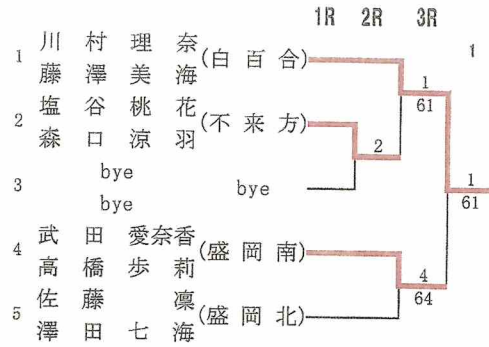 1R 2R 3R
1
1 川村理奈
藤澤美海 (白百合)
1
61
2 塩谷桃花
森口涼羽 (不来方)
2
3 bye
bye
bye
1
61
4 武田愛奈香
高橋歩莉 (盛岡南)
4
64
5 佐藤凛
澤田七海 (盛岡北)